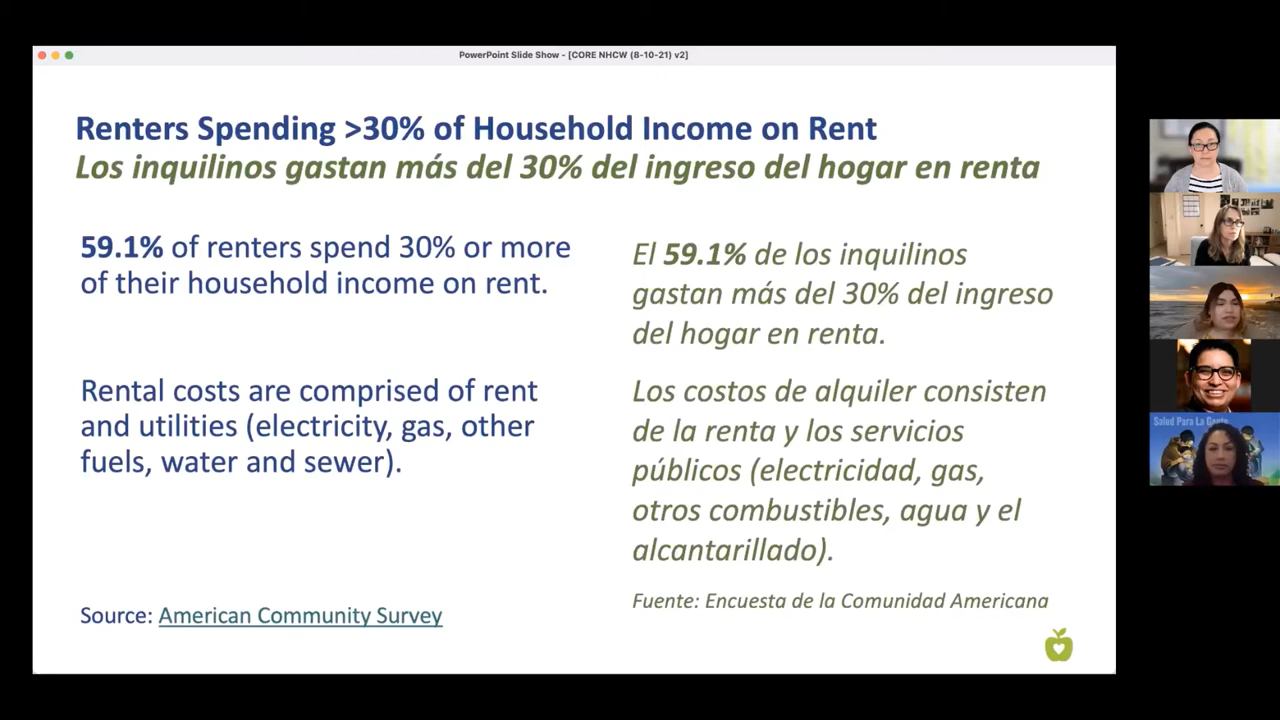 PowerPoint Slide Show - [CORE NHCW (8-10-21) v2]
Renters Spending >30% of Household Income on Rent
Los inquilinos gastan más del 30% del ingreso del hogar en renta
59.1% of renters spend 30% or more
of their household income on rent.
Rental costs are comprised of rent
and utilities (electricity, gas, other
fuels, water and sewer).
Source: American Community Survey
El 59.1% de los inquilinos
gastan más del 30% del ingreso
del hogar en renta.
Los costos de alquiler consisten
de la renta y los servicios
públicos (electricidad, gas,
otros combustibles, agua y el
alcantarillado).
Fuente: Encuesta de la Comunidad Americana
Salud Para La Gente